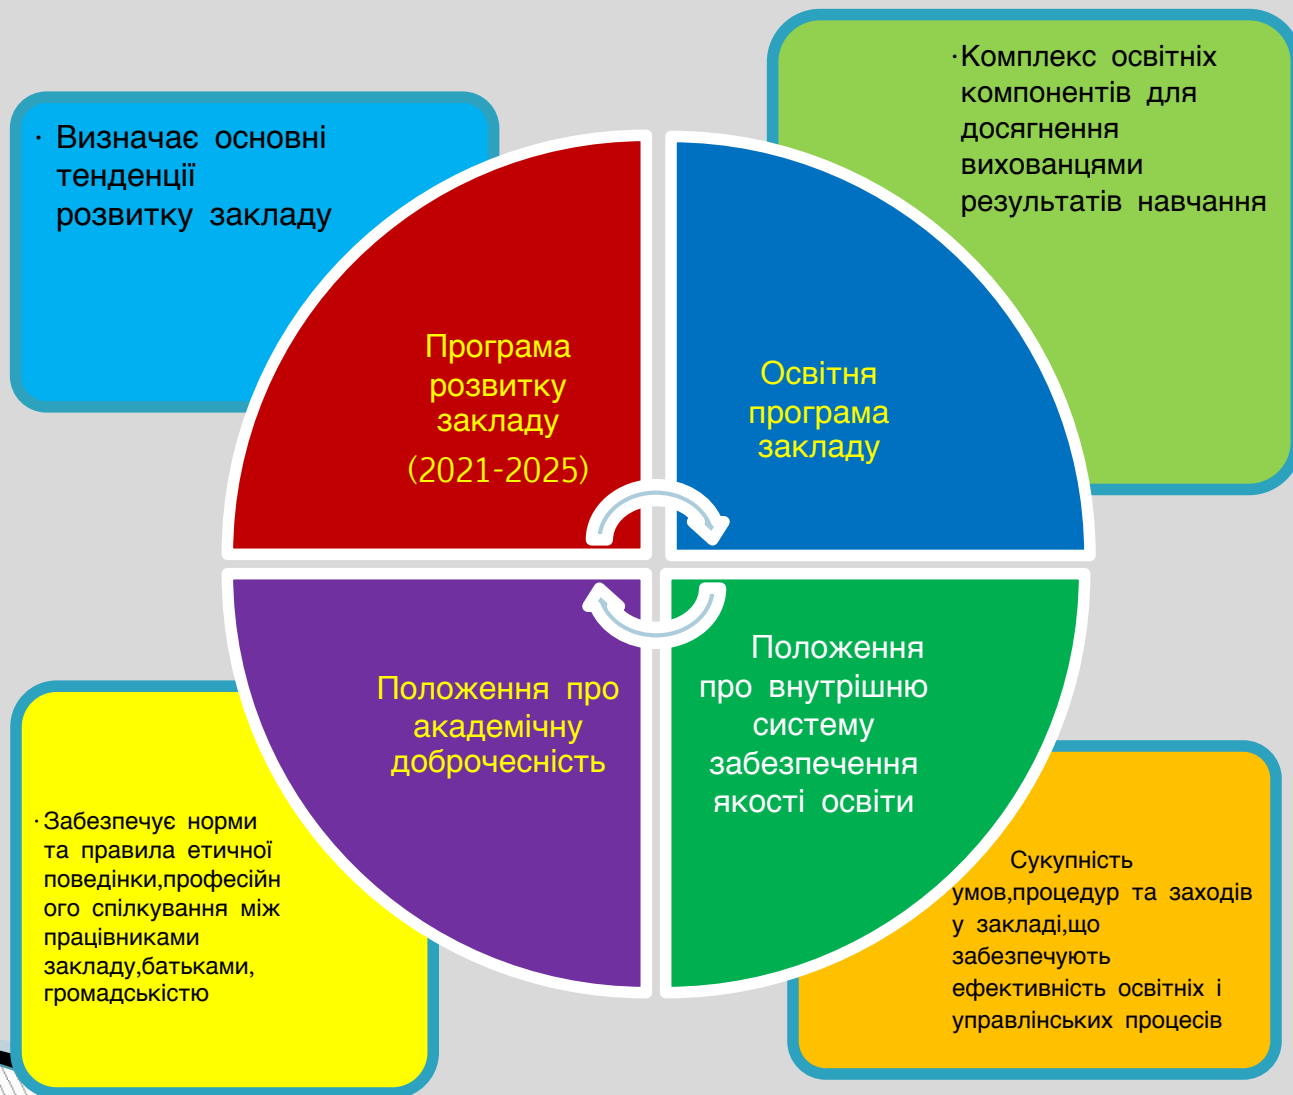 · Визначає основні
тенденції
розвитку закладу
·Комплекс освітніх
компонентів для
досягнення
вихованцями
результатів навчання
Програма
розвитку
закладу
(2021-2025)
Освітня
програма
закладу
Положення про
академічну
доброчесність
Положення
про внутрішню
систему
забезпечення
якості освіти
·Забезпечує норми
та правила етичної
поведінки,професійн
ого спілкування між
працівниками
закладу,батьками,
громадськістю
Сукупність
умов,процедур та заходів
у закладі,що
забезпечують
ефективність освітніх і
управлінських процесів